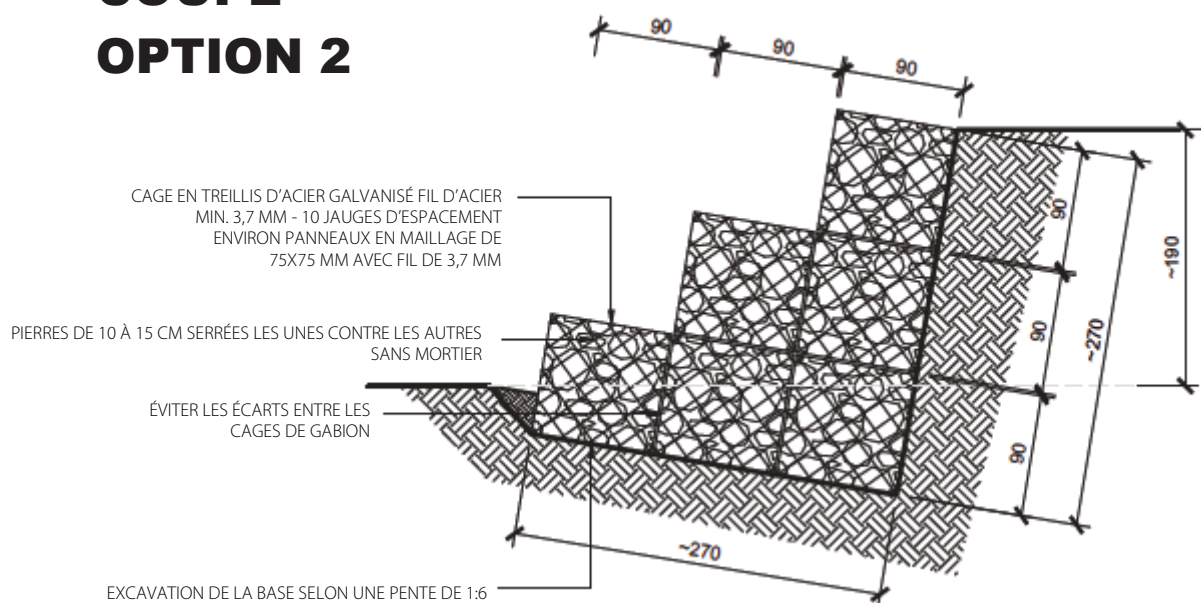 COUPE
OPTION 2
90
90
90
CAGE EN TREILLIS D'ACIER GALVANISÉ FIL D'ACIER
MIN. 3,7 MM - 10 JAUGES D'ESPACEMENT
ENVIRON PANNEAUX EN MAILLAGE DE
75X75 MM AVEC FIL DE 3,7 MM
PIERRES DE 10 À 15 CM SERRÉES LES UNES CONTRE LES AUTRES
SANS MORTIER
ÉVITER LES ÉCARTS ENTRE LES
CAGES DE GABION
EXCAVATION DE LA BASE SELON UNE PENTE DE 1:6
90
90
90
~270
~190
~270